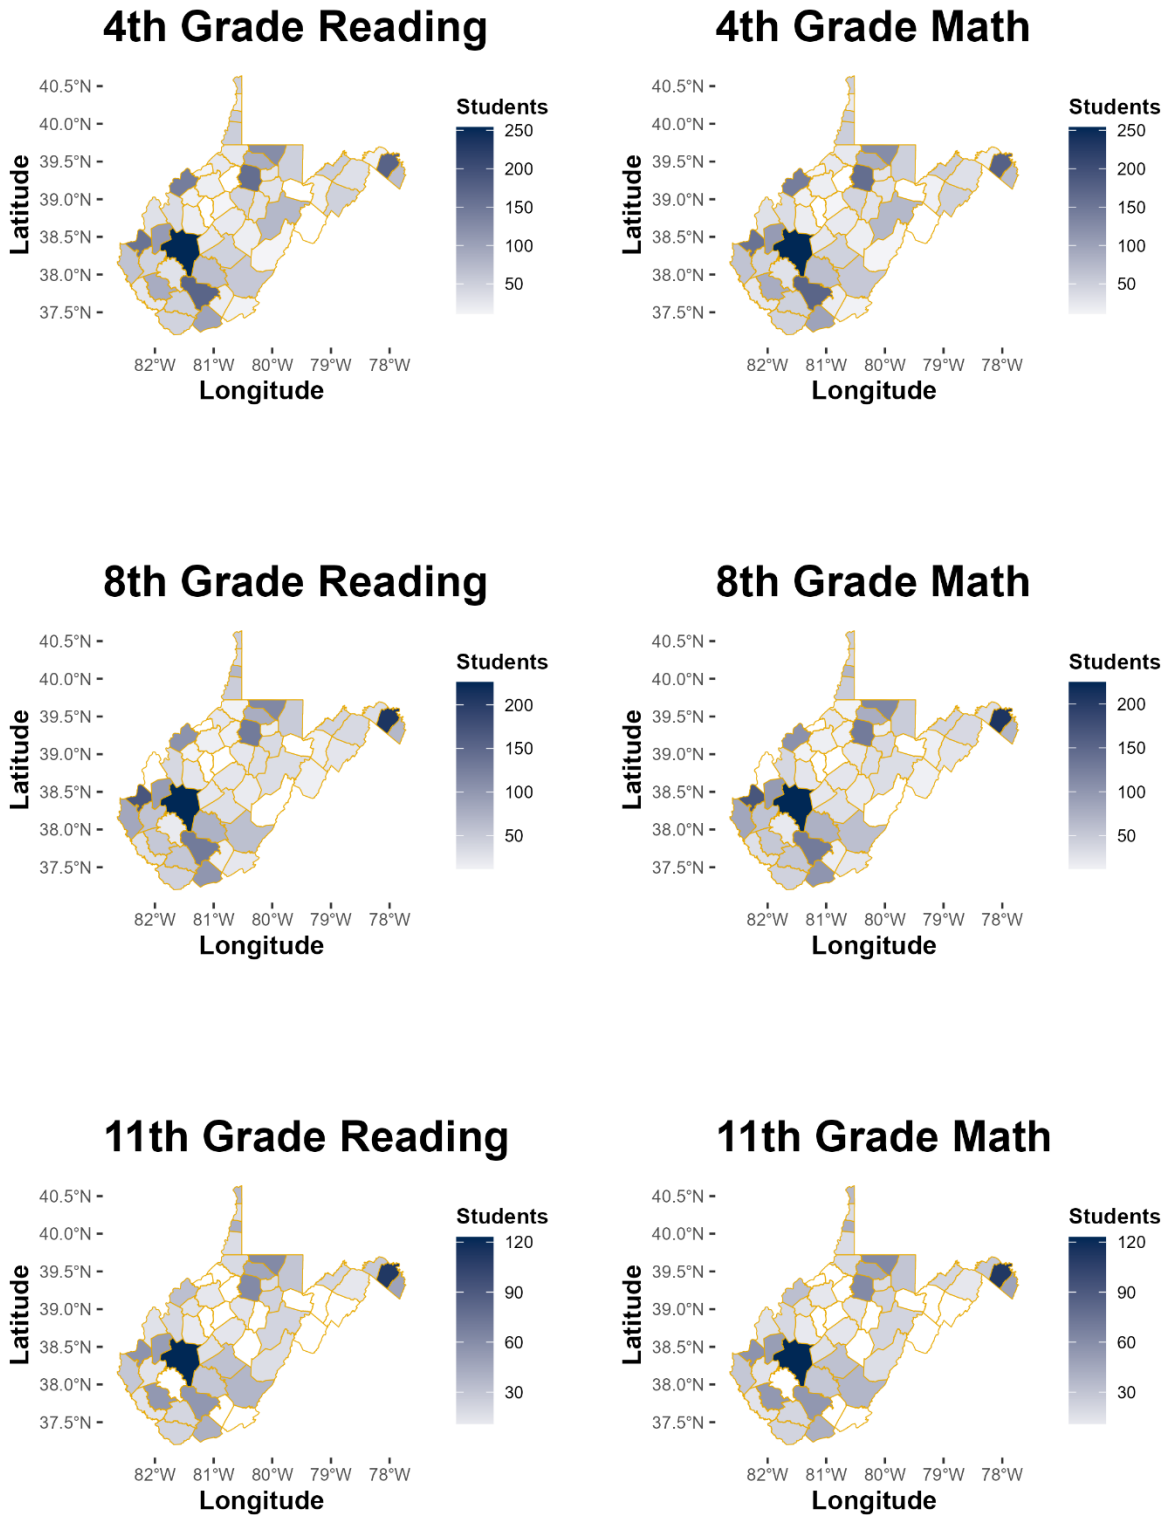 4th Grade Reading
40.5°N
40.0°N
39.5°N
39.0°N
38.5°N
38.0°N
37.5°N
Latitude
82°W 81°W 80°W 79°W 78°W
Longitude
Students
250
200
150
100
50
4th Grade Math
40.5°N
40.0°N
39.5°N
39.0°N
38.5°N
38.0°N
37.5°N
Latitude
82°W 81°W 80°W 79°W 78°W
Longitude
Students
250
200
150
100
50
8th Grade Reading
40.5°N
40.0°N
39.5°N
39.0°N
38.5°N
38.0°N
37.5°N
Latitude
82°W 81°W 80°W 79°W 78°W
Longitude
Students
200
150
100
50
8th Grade Math
40.5°N
40.0°N
39.5°N
39.0°N
38.5°N
38.0°N
37.5°N
Latitude
82°W 81°W 80°W 79°W 78°W
Longitude
Students
200
150
100
50
11th Grade Reading
40.5°N
40.0°N
39.5°N
39.0°N
38.5°N
38.0°N
37.5°N
Latitude
82°W 81°W 80°W 79°W 78°W
Longitude
Students
120
90
60
30
11th Grade Math
40.5°N
40.0°N
39.5°N
39.0°N
38.5°N
38.0°N
37.5°N
Latitude
82°W 81°W 80°W 79°W 78°W
Longitude
Students
120
90
60
30